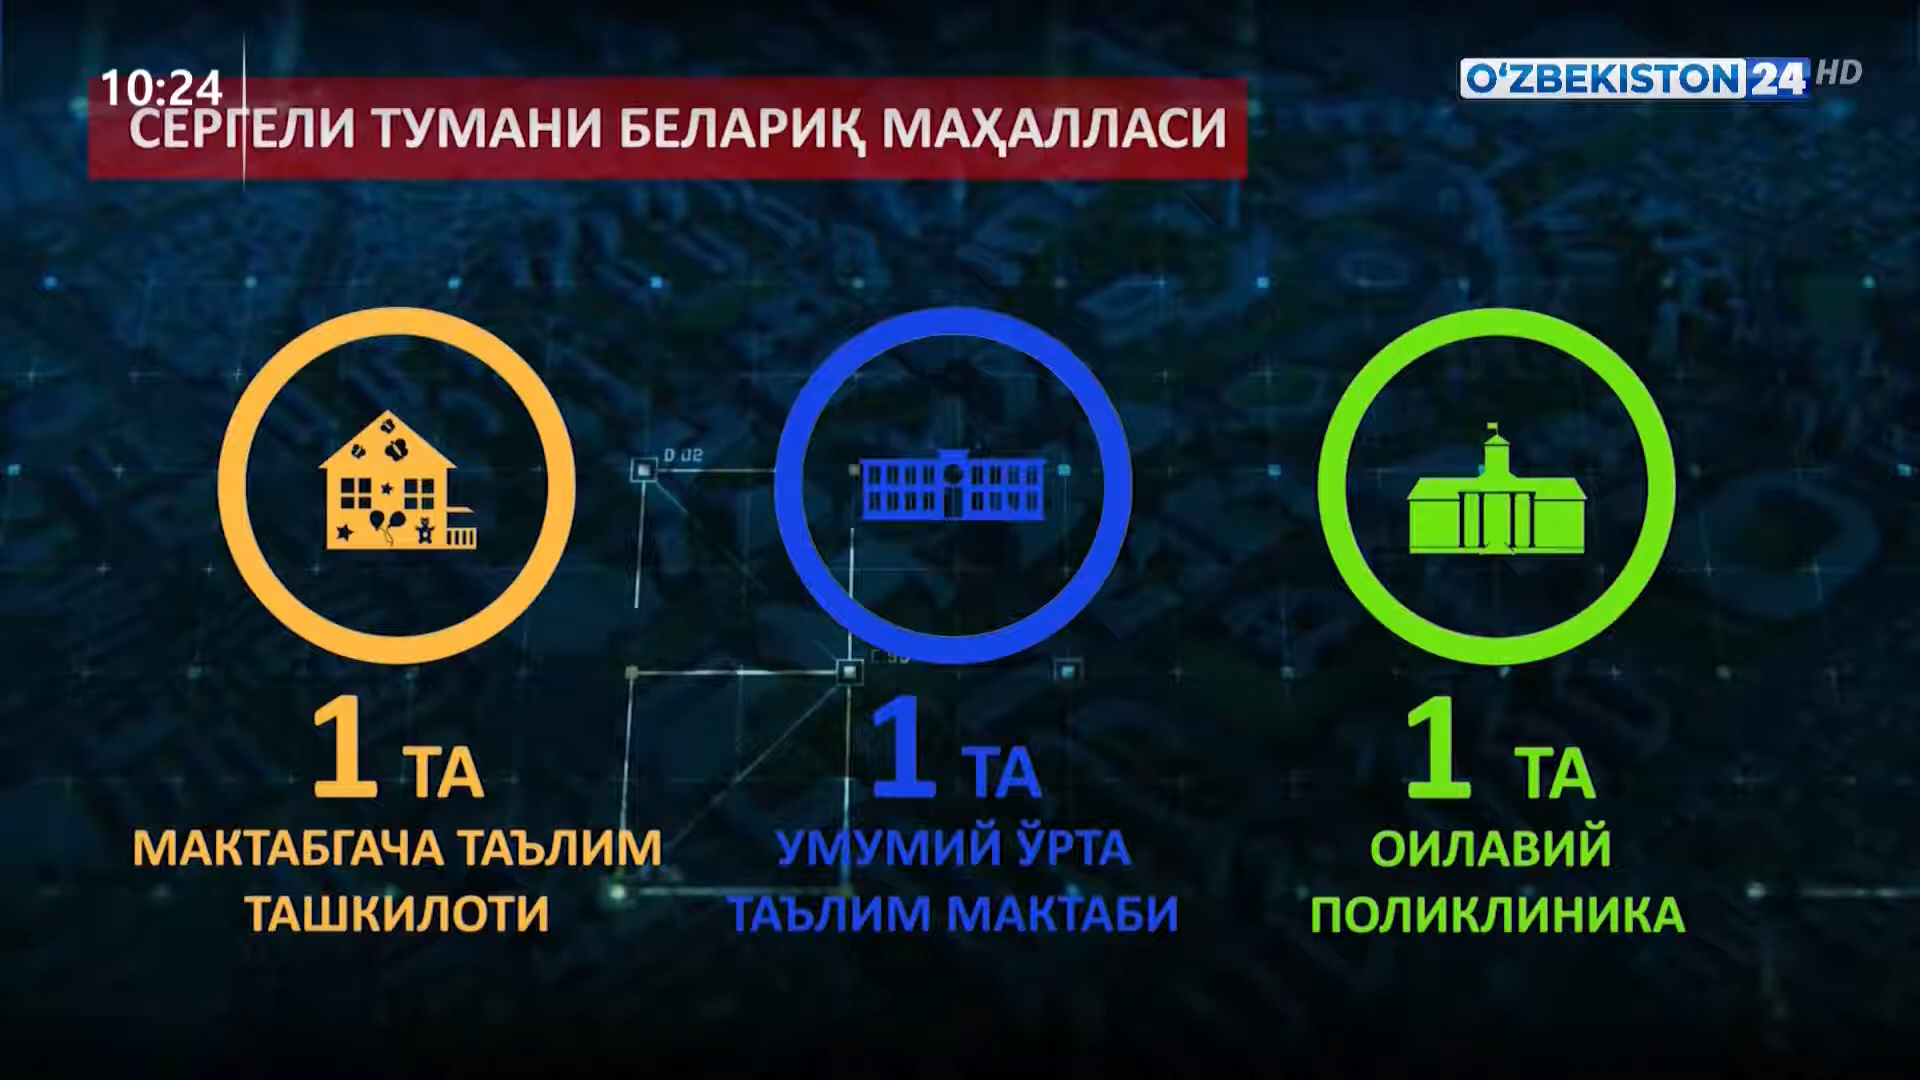 10:24
O‘ZBEKISTON 24 HD
СЕРГЕЛИ ТУМАНИ БЕЛАРИҚ МАҲАЛЛАСИ
D.02
1 ТА
МАКТАБГАЧА ТАЪЛИМ
ТАШКИЛОТИ
1 ТА
УМУМИЙ ЎРТА
ТАЪЛИМ МАКТАБИ
1 ТА
ОИЛАВИЙ
ПОЛИКЛИНИКА